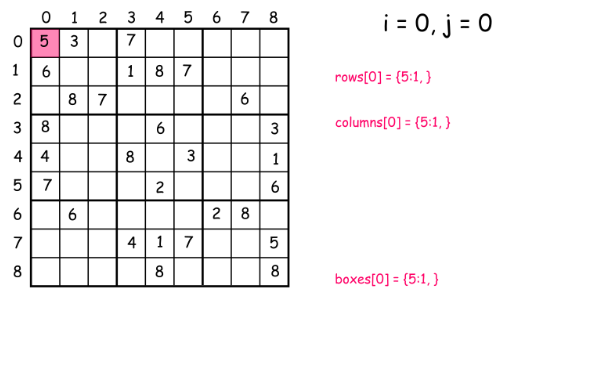 i = 0, j = 0
0 1 2 3 4 5 6 7 8
0 5 3 7
1 6 1 8 7
2 8 7 6
3 8 6 3
4 4 8 3 1
5 7 2 6
6 6 2 8
7 4 1 7 5
8 8 8
rows[0] = {5:1, }
columns[0] = {5:1, }
boxes[0] = {5:1, }